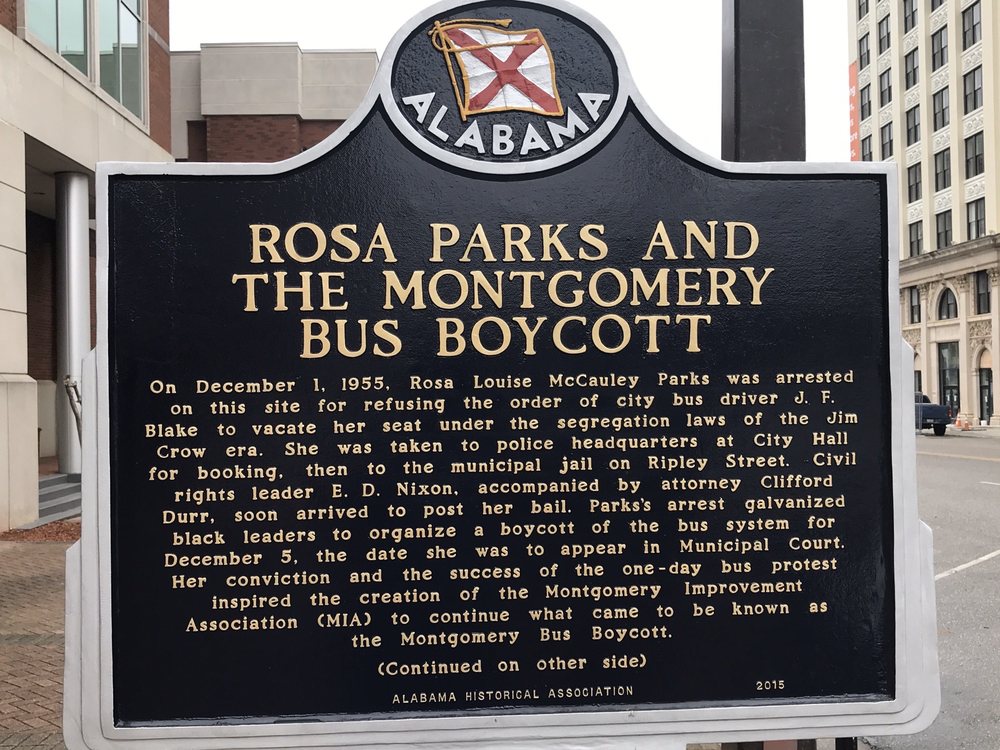 ALABAMA
ROSA PARKS AND
THE MONTGOMERY
BUS BOYCOTT
On December 1, 1955, Rosa Louise McCauley Parks was arrested
on this site for refusing the order of city bus driver J. F.
Blake to vacate her seat under the segregation laws of the Jim
Crow era. She was taken to police headquarters at City Hall
for booking, then to the municipal jail on Ripley Street. Civil
rights leader E. D. Nixon, accompanied by attorney Clifford
Durr, soon arrived to post her bail. Parks's arrest galvanized
black leaders to organize a boycott of the bus system for
December 5, the date she was to appear in Municipal Court.
Her conviction and the success of the one-day bus protest
inspired the creation of the Montgomery Improvement
Association (MIA) to continue what came to be known as
the Montgomery Bus Boycott.
(Continued on other side)
ALABAMA HISTORICAL ASSOCIATION 2015